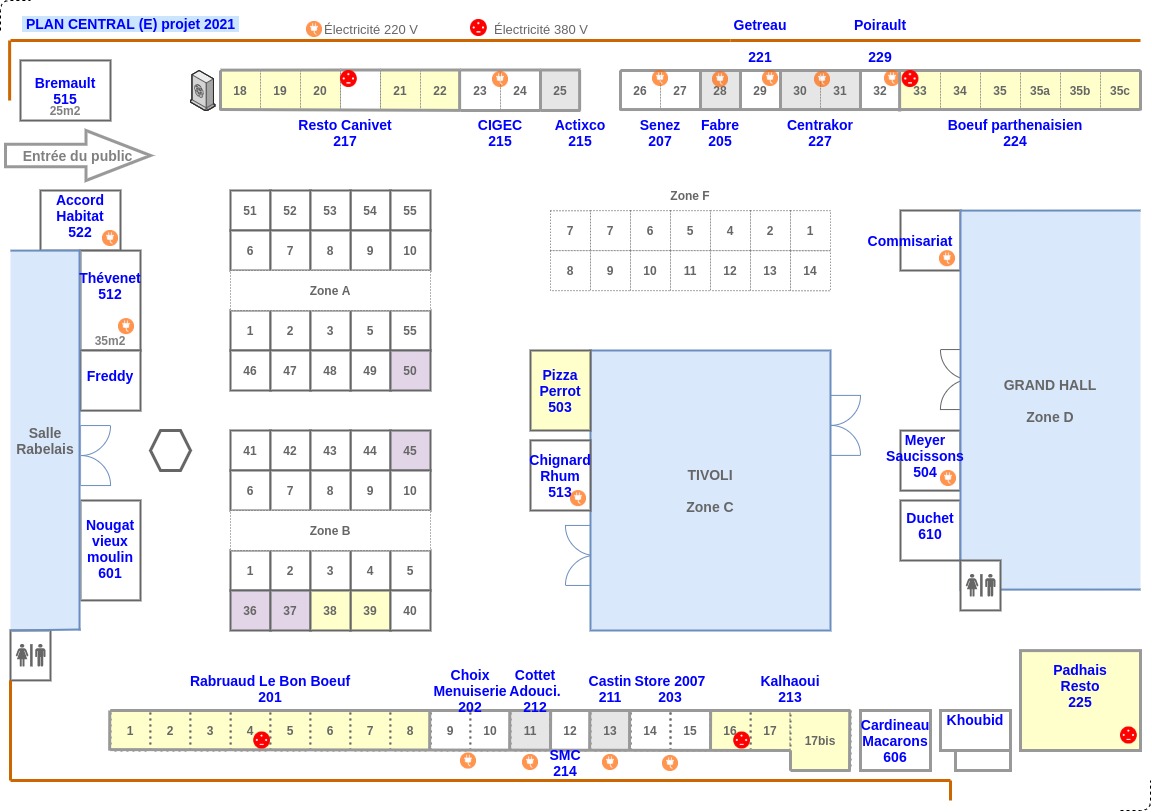 PLAN CENTRAL (E) projet 2021
Électricité 220 V
Électricité 380 V
Getreau
Poirault
221
229
Bremault
515
25m2
18 19 20 21 22 23 24 25
26 27 28 29 30 31 32 33 34 35 35a 35b 35c
Resto Canivet
217
CIGEC
215
Actixco
215
Senez
207
Fabre
205
Centrakor
227
Boeuf parthenaisien
224
Entrée du public
Accord
Habitat
522
Thévenet
512
35m2
Freddy
Salle
Rabelais
Nougat
vieux
moulin
601
51 52 53 54 55
6 7 8 9 10
Zone A
1 2 3 5 55
46 47 48 49 50
41 42 43 44 45
6 7 8 9 10
Zone B
1 2 3 4 5
36 37 38 39 40
Zone F
7 7 6 5 4 2 1
8 9 10 11 12 13 14
Pizza
Perrot
503
Chignard
Rhum
513
TIVOLI
Zone C
Commisariat
GRAND HALL
Zone D
Meyer
Saucissons
504
Duchet
610
Rabruaud Le Bon Boeuf
201
Choix
Menuiserie
202
Cottet
Adouci.
212
Castin
211
Store 2007
203
Kalhaoui
213
1 2 3 4 5 6 7 8 9 10 11 12 13 14 15 16 17 17bis
SMC
214
Cardineau
Macarons
606
Khoubid
Padhais
Resto
225